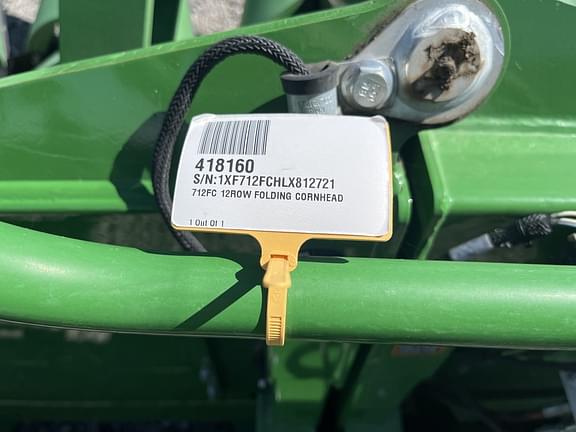 418160
S/N:1XF712FCHLX812721
712FC 12ROW FOLDING CORNHEAD
1 Out Of 1